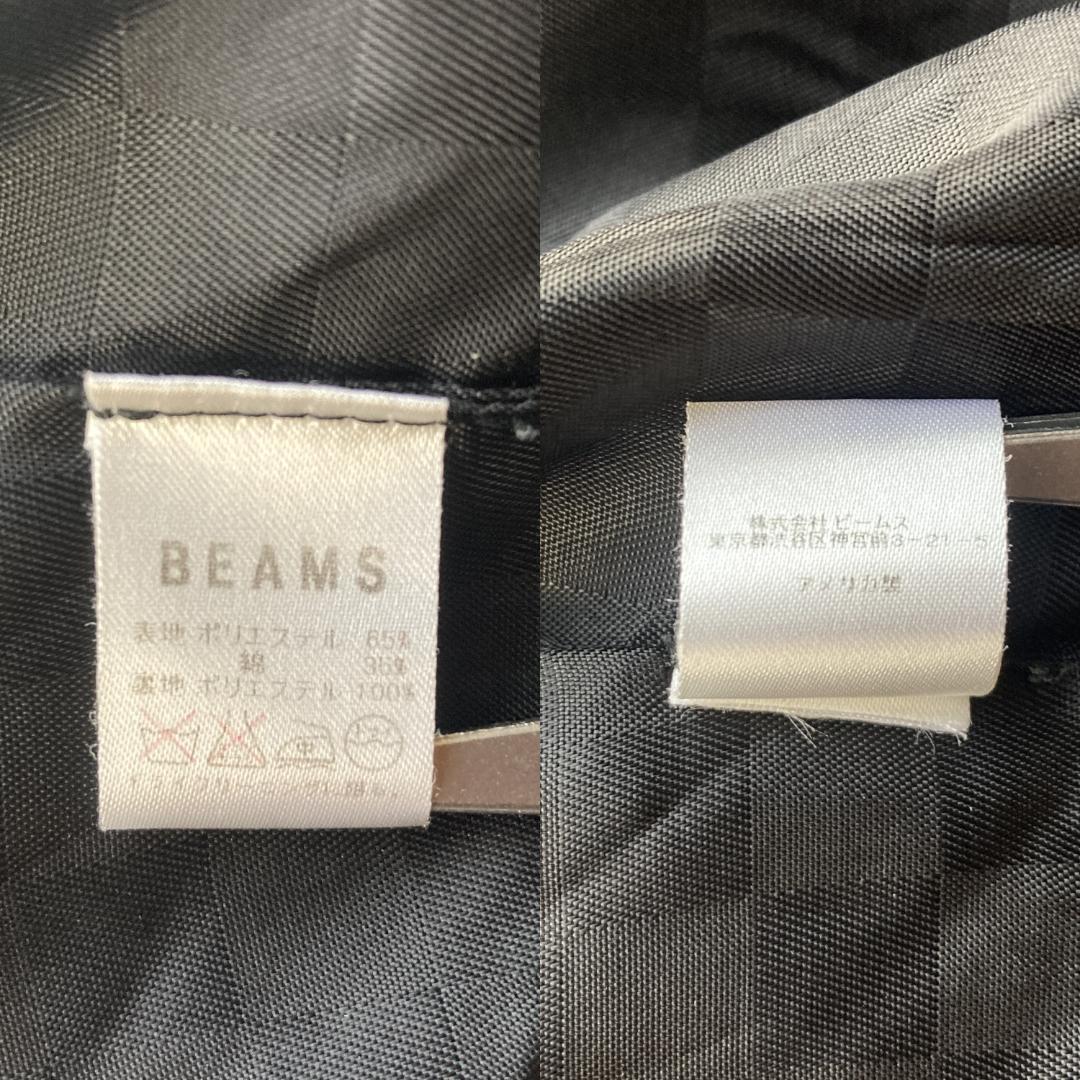 BEAMS
表地 ポリエステル 65%
綿 35%
裏地 ポリエステル 100%
中
株式会社 ビームス
東京都渋谷区神宮前3-21-5
アメリカ製